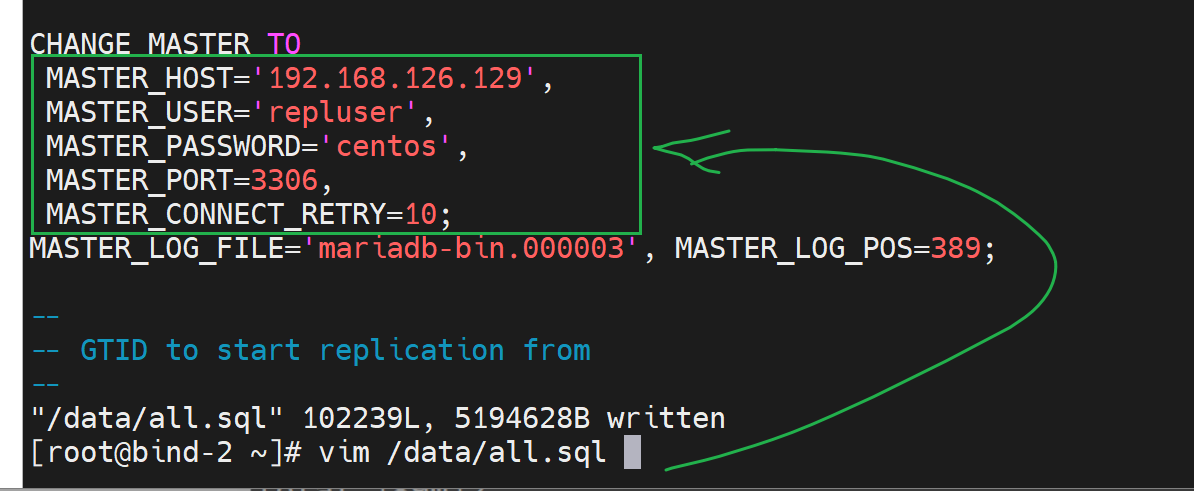 CHANGE MASTER TO
MASTER_HOST='192.168.126.129',
MASTER_USER='repluser',
MASTER_PASSWORD='centos',
MASTER_PORT=3306,
MASTER_CONNECT_RETRY=10;
MASTER_LOG_FILE='mariadb-bin.000003', MASTER_LOG_POS=389;
--
-- GTID to start replication from
--
"/data/all.sql" 102239L, 5194628B written
[root@bind-2 ~]# vim /data/all.sql